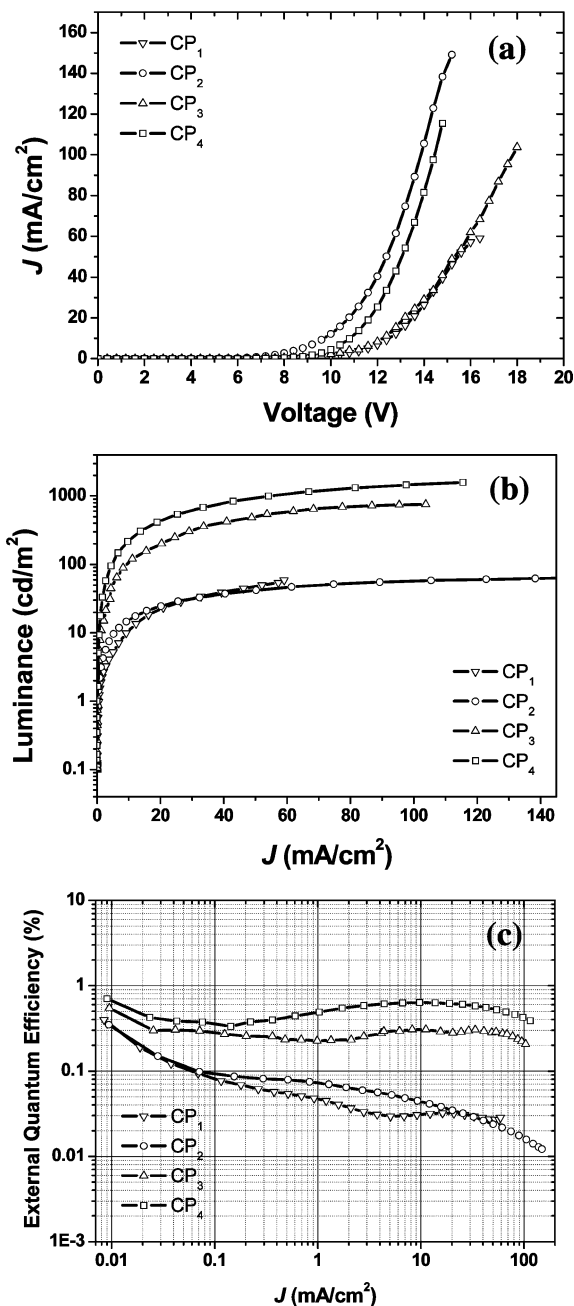 (a)
CP1
CP2
CP3
CP4
J (mA/cm2)
160
140
120
100
80
60
40
20
0
0 2 4 6 8 10 12 14 16 18 20
Voltage (V)
(b)
Luminance (cd/m2)
1000
100
10
1
0.1
CP1
CP2
CP3
CP4
0 20 40 60 80 100 120 140
J (mA/cm2)
(c)
External Quantum Efficiency (%)
10
1
0.1
0.01
1E-3
CP1
CP2
CP3
CP4
0.01 0.1 1 10 100
J (mA/cm2)